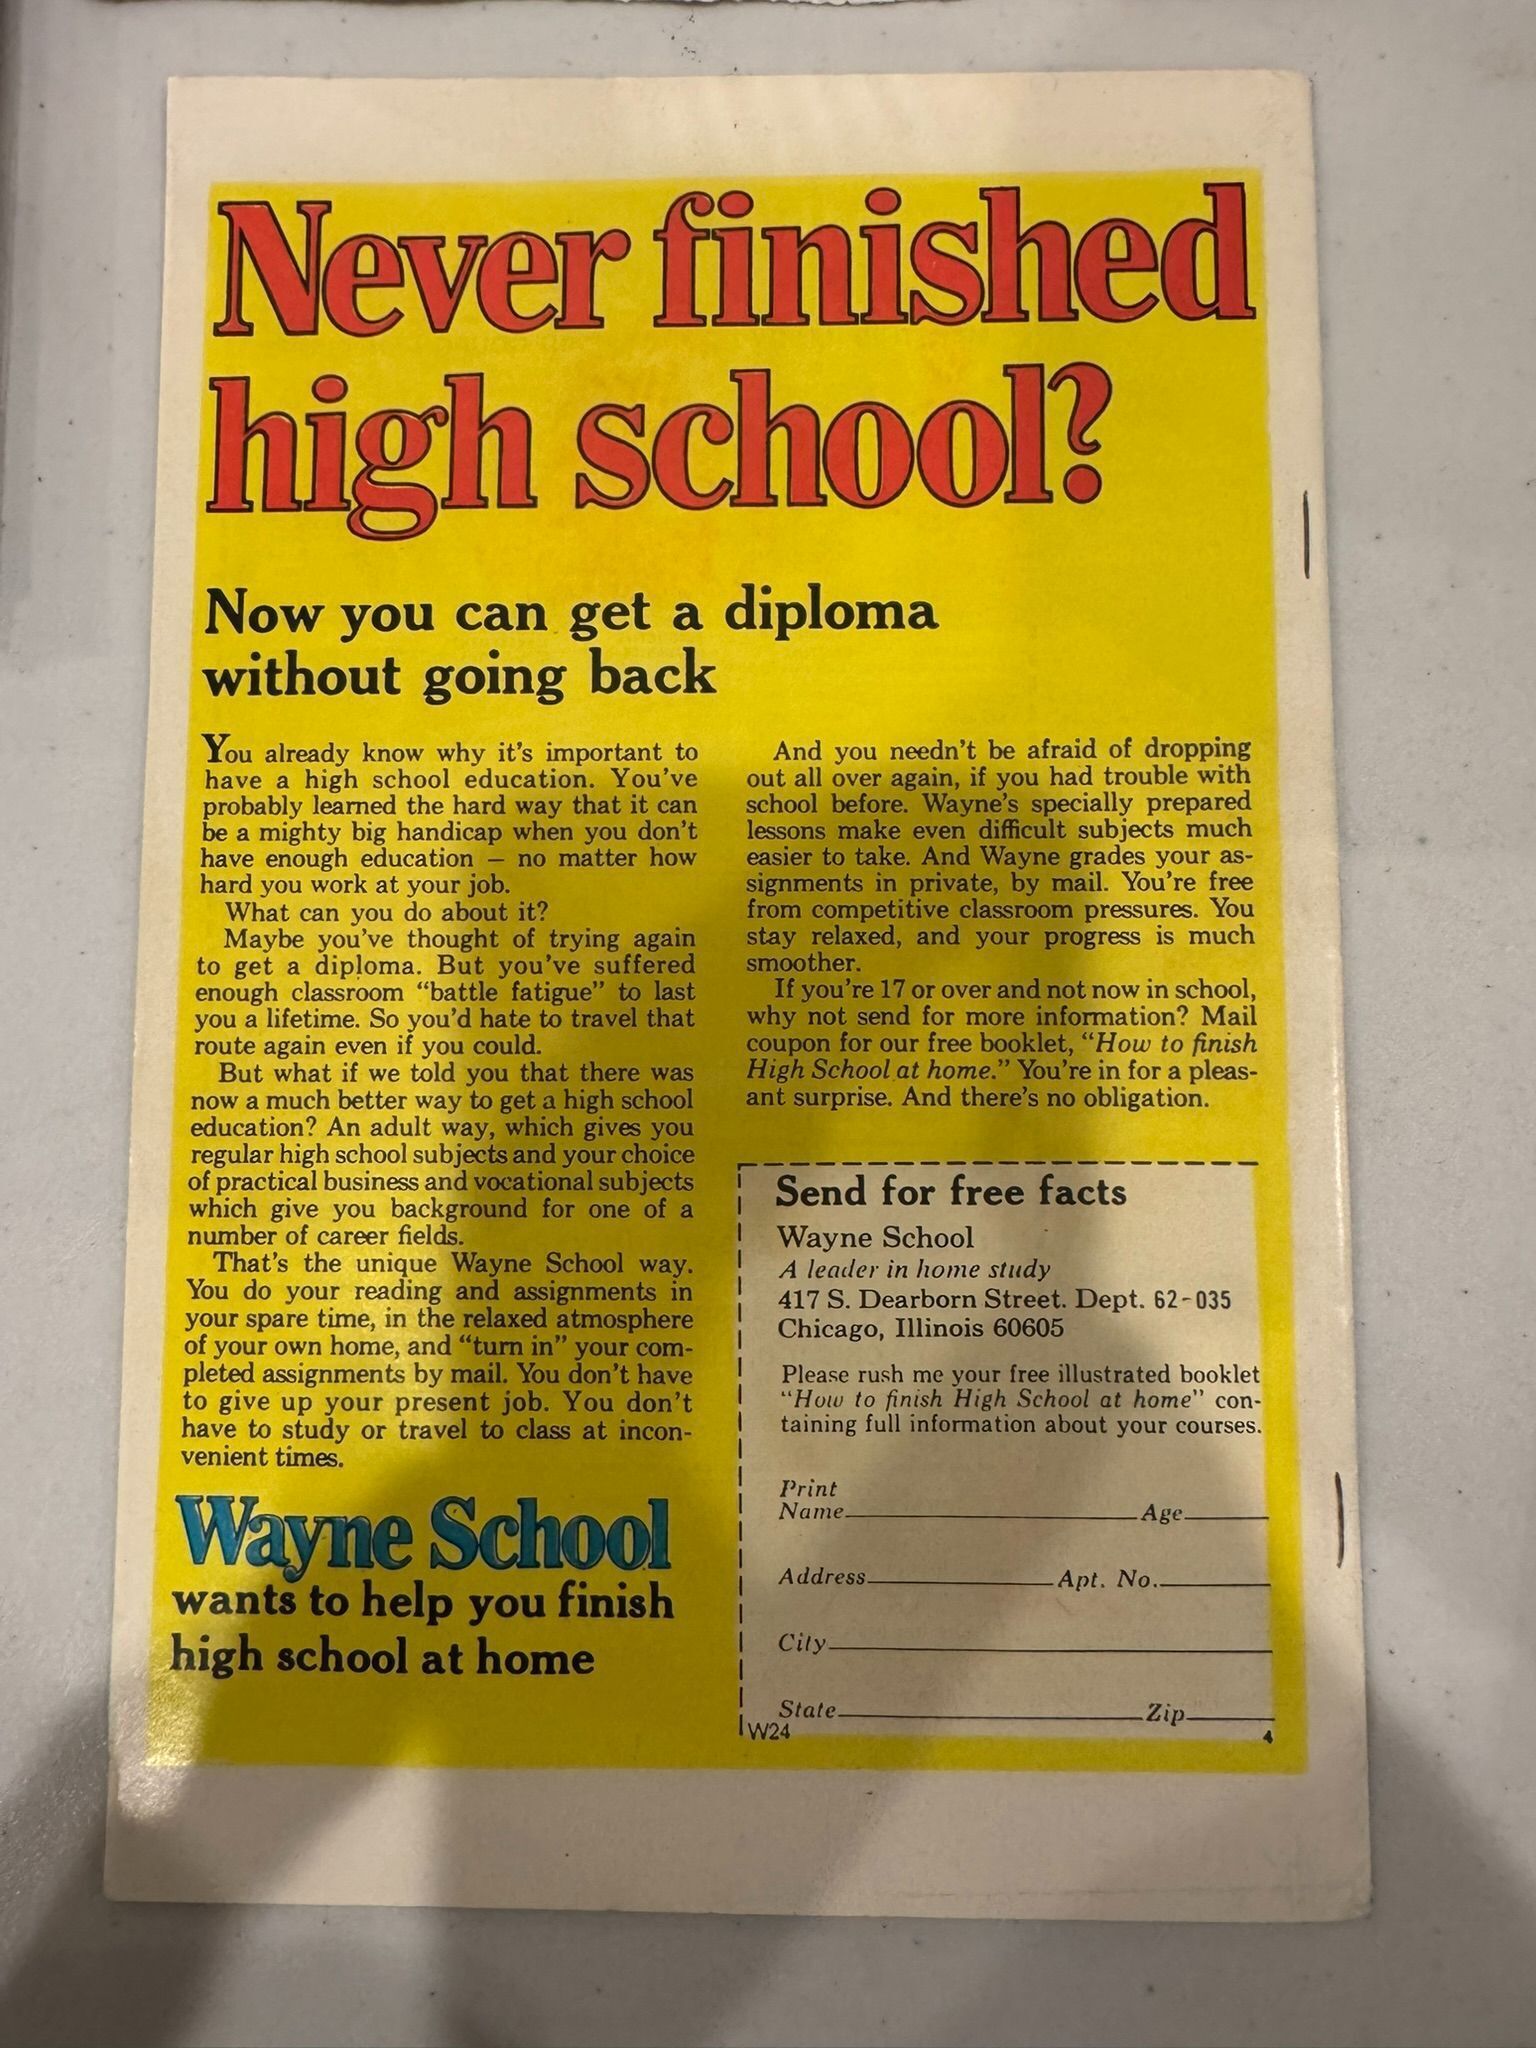 Never finished
high school?
Now you can get a diploma
without going back
You already know why it's important to
have a high school education. You've
probably learned the hard way that it can
be a mighty big handicap when you don't
have enough education — no matter how
hard you work at your job.
What can you do about it?
Maybe you've thought of trying again
to get a diploma. But you've suffered
enough classroom “battle fatigue” to last
you a lifetime. So you'd hate to travel that
route again even if you could.
But what if we told you that there was
now a much better way to get a high school
education? An adult way, which gives you
regular high school subjects and your choice
of practical business and vocational subjects
which give you background for one of a
number of career fields.
That's the unique Wayne School way.
You do your reading and assignments in
your spare time, in the relaxed atmosphere
of your own home, and “turn in” your com-
pleted assignments by mail. You don't have
to give up your present job. You don't
have to study or travel to class at incon-
venient times.
Wayne School
wants to help you finish
high school at home
And you needn't be afraid of dropping
out all over again, if you had trouble with
school before. Wayne's specially prepared
lessons make even difficult subjects much
easier to take. And Wayne grades your as-
signments in private, by mail. You're free
from competitive classroom pressures. You
stay relaxed, and your progress is much
smoother.
If you're 17 or over and not now in school,
why not send for more information? Mail
coupon for our free booklet, “How to finish
High School at home.” You're in for a pleas-
ant surprise. And there's no obligation.
Send for free facts
Wayne School
A leader in home study
417 S. Dearborn Street. Dept. 62-035
Chicago, Illinois 60605
Please rush me your free illustrated booklet
“How to finish High School at home” con-
taining full information about your courses.
Print
Name Age
Address Apt. No.
City
State Zip
W24 4